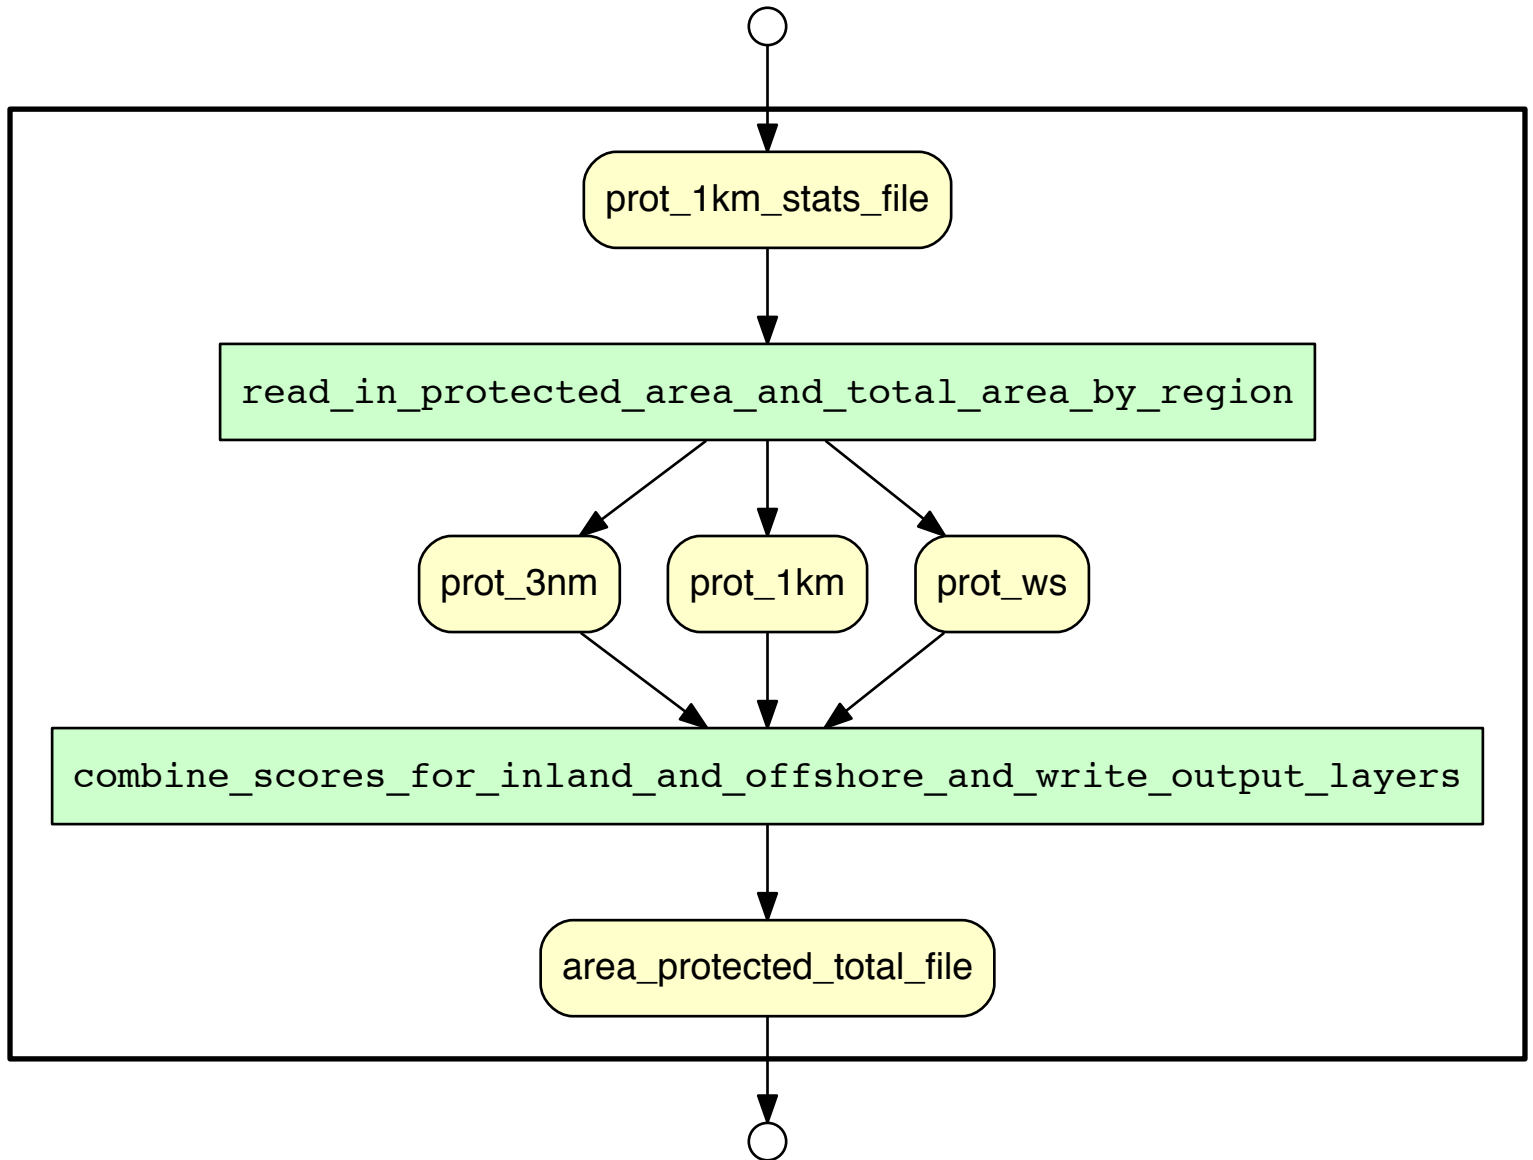 prot_1km_stats_file
read_in_protected_area_and_total_area_by_region
prot_3nm prot_1km prot_ws
combine_scores_for_inland_and_offshore_and_write_output_layers
area_protected_total_file